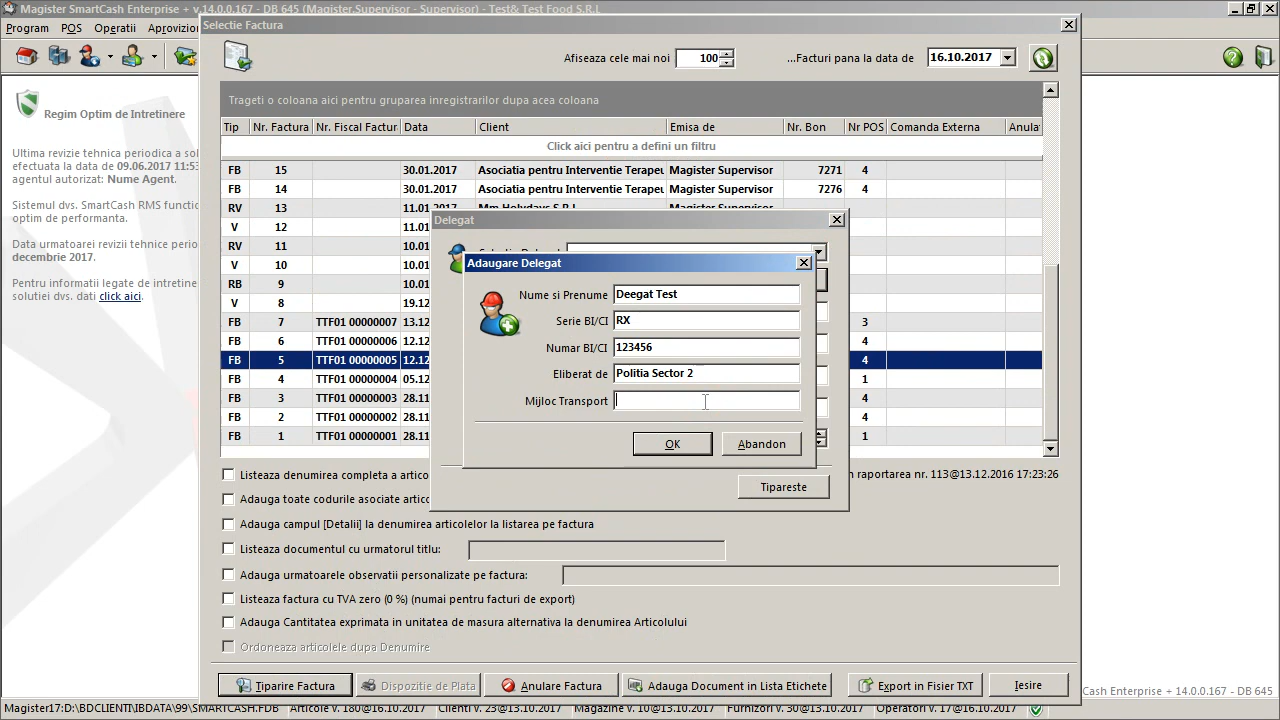 Magister SmartCash Enterprise + v.14.0.0.167 - DB 645 (Magister.Supervisor - Supervisor) - Test& Test Food S.R.L
Program POS Operatii Aprovizio
Regim Optim de Intretinere
Ultima revizie tehnica periodica a so
efectuata la data de 09.06.2017 11:53
agentul autorizat: Nume Agent.
Sistemul dvs. SmartCash RMS functio
optim de performanta.
Data urmatoarei revizii tehnice perio
decembrie 2017.
Pentru informatii legate de intretine
solutiei dvs. dati click aici.
Selectie Factura
Afiseaza cele mai noi 100 ...Facturi pana la data de 16.10.2017
Trageti o coloana aici pentru gruparea inregistrarilor dupa acea coloana
Tip Nr. Factura Nr. Fiscal Factur Data Client Emisa de Nr. Bon Nr POS Comanda Externa Anulat
Click aici pentru a defini un filtru
FB 15 30.01.2017 Asociatia pentru Interventie Terapeu Magister Supervisor 7271 4
FB 14 30.01.2017 Asociatia pentru Interventie Terapeu Magister Supervisor 7276 4
RV 13 11.01.2017 Mm Holydays S.R.L Magister Supervisor
V 12 11.01
RV 11 10.01
V 10 10.01
RB 9 10.01
V 8 19.12
FB 7 TTF01 00000007 13.12 3
FB 6 TTF01 00000006 12.12 4
FB 5 TTF01 00000005 12.12 4
FB 4 TTF01 00000004 05.12 1
FB 3 TTF01 00000003 28.11 4
FB 2 TTF01 00000002 28.11 4
FB 1 TTF01 00000001 28.11 1
Delegat
Selectie Delegat
Adaugare Delegat
Nume si Prenume Deegat Test
Serie BI/CI RX
Numar BI/CI 123456
Eliberat de Politia Sector 2
Mijloc Transport
OK Abandon
Tipareste
Listeaza denumirea completa a artico
n raportarea nr. 113@13.12.2016 17:23:26
Adauga toate codurile asociate artic
Adauga campul [Detalii] la denumirea articolelor la listarea pe factura
Listeaza documentul cu urmatorul titlu:
Adauga urmatoarele observatii personalizate pe factura:
Listeaza factura cu TVA zero (0 %) (numai pentru facturi de export)
Adauga Cantitatea exprimata in unitatea de masura alternativa la denumirea Articolului
Ordoneaza articolele dupa Denumire
Tiparire Factura Dispozitie de Plata Anulare Factura Adauga Document in Lista Etichete Export in Fisier TXT Iesire
Cash Enterprise + 14.0.0.167 - DB 645
Magister17:D:\BDCLIENTI\IBDATA\99\SMARTCASH.FDB Articole v. 180@16.10.2017 Clienti v. 23@13.10.2017 Magazine v. 10@13.10.2017 Furnizori v. 30@13.10.2017 Operatori v. 17@16.10.2017